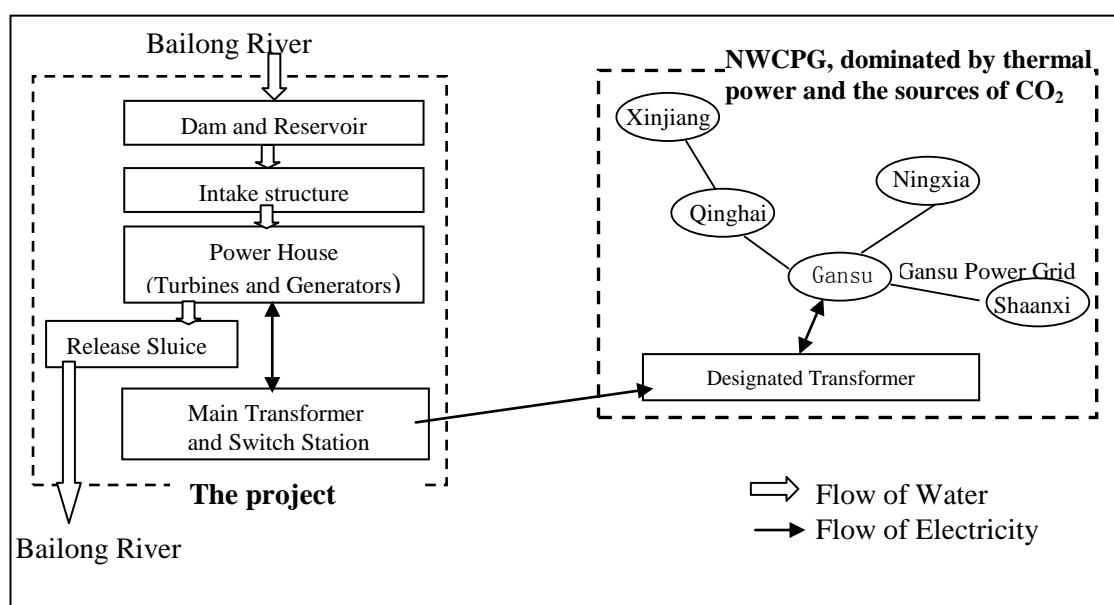 Bailong River
Dam and Reservoir
Intake structure
Power House
(Turbines and Generators)
Release Sluice
Main Transformer
and Switch Station
The project
Bailong River
NWCPG, dominated by thermal
power and the sources of CO₂
Xinjiang
Ningxia
Qinghai
Gansu
Gansu Power Grid
Shaanxi
Designated Transformer
Flow of Water
Flow of Electricity